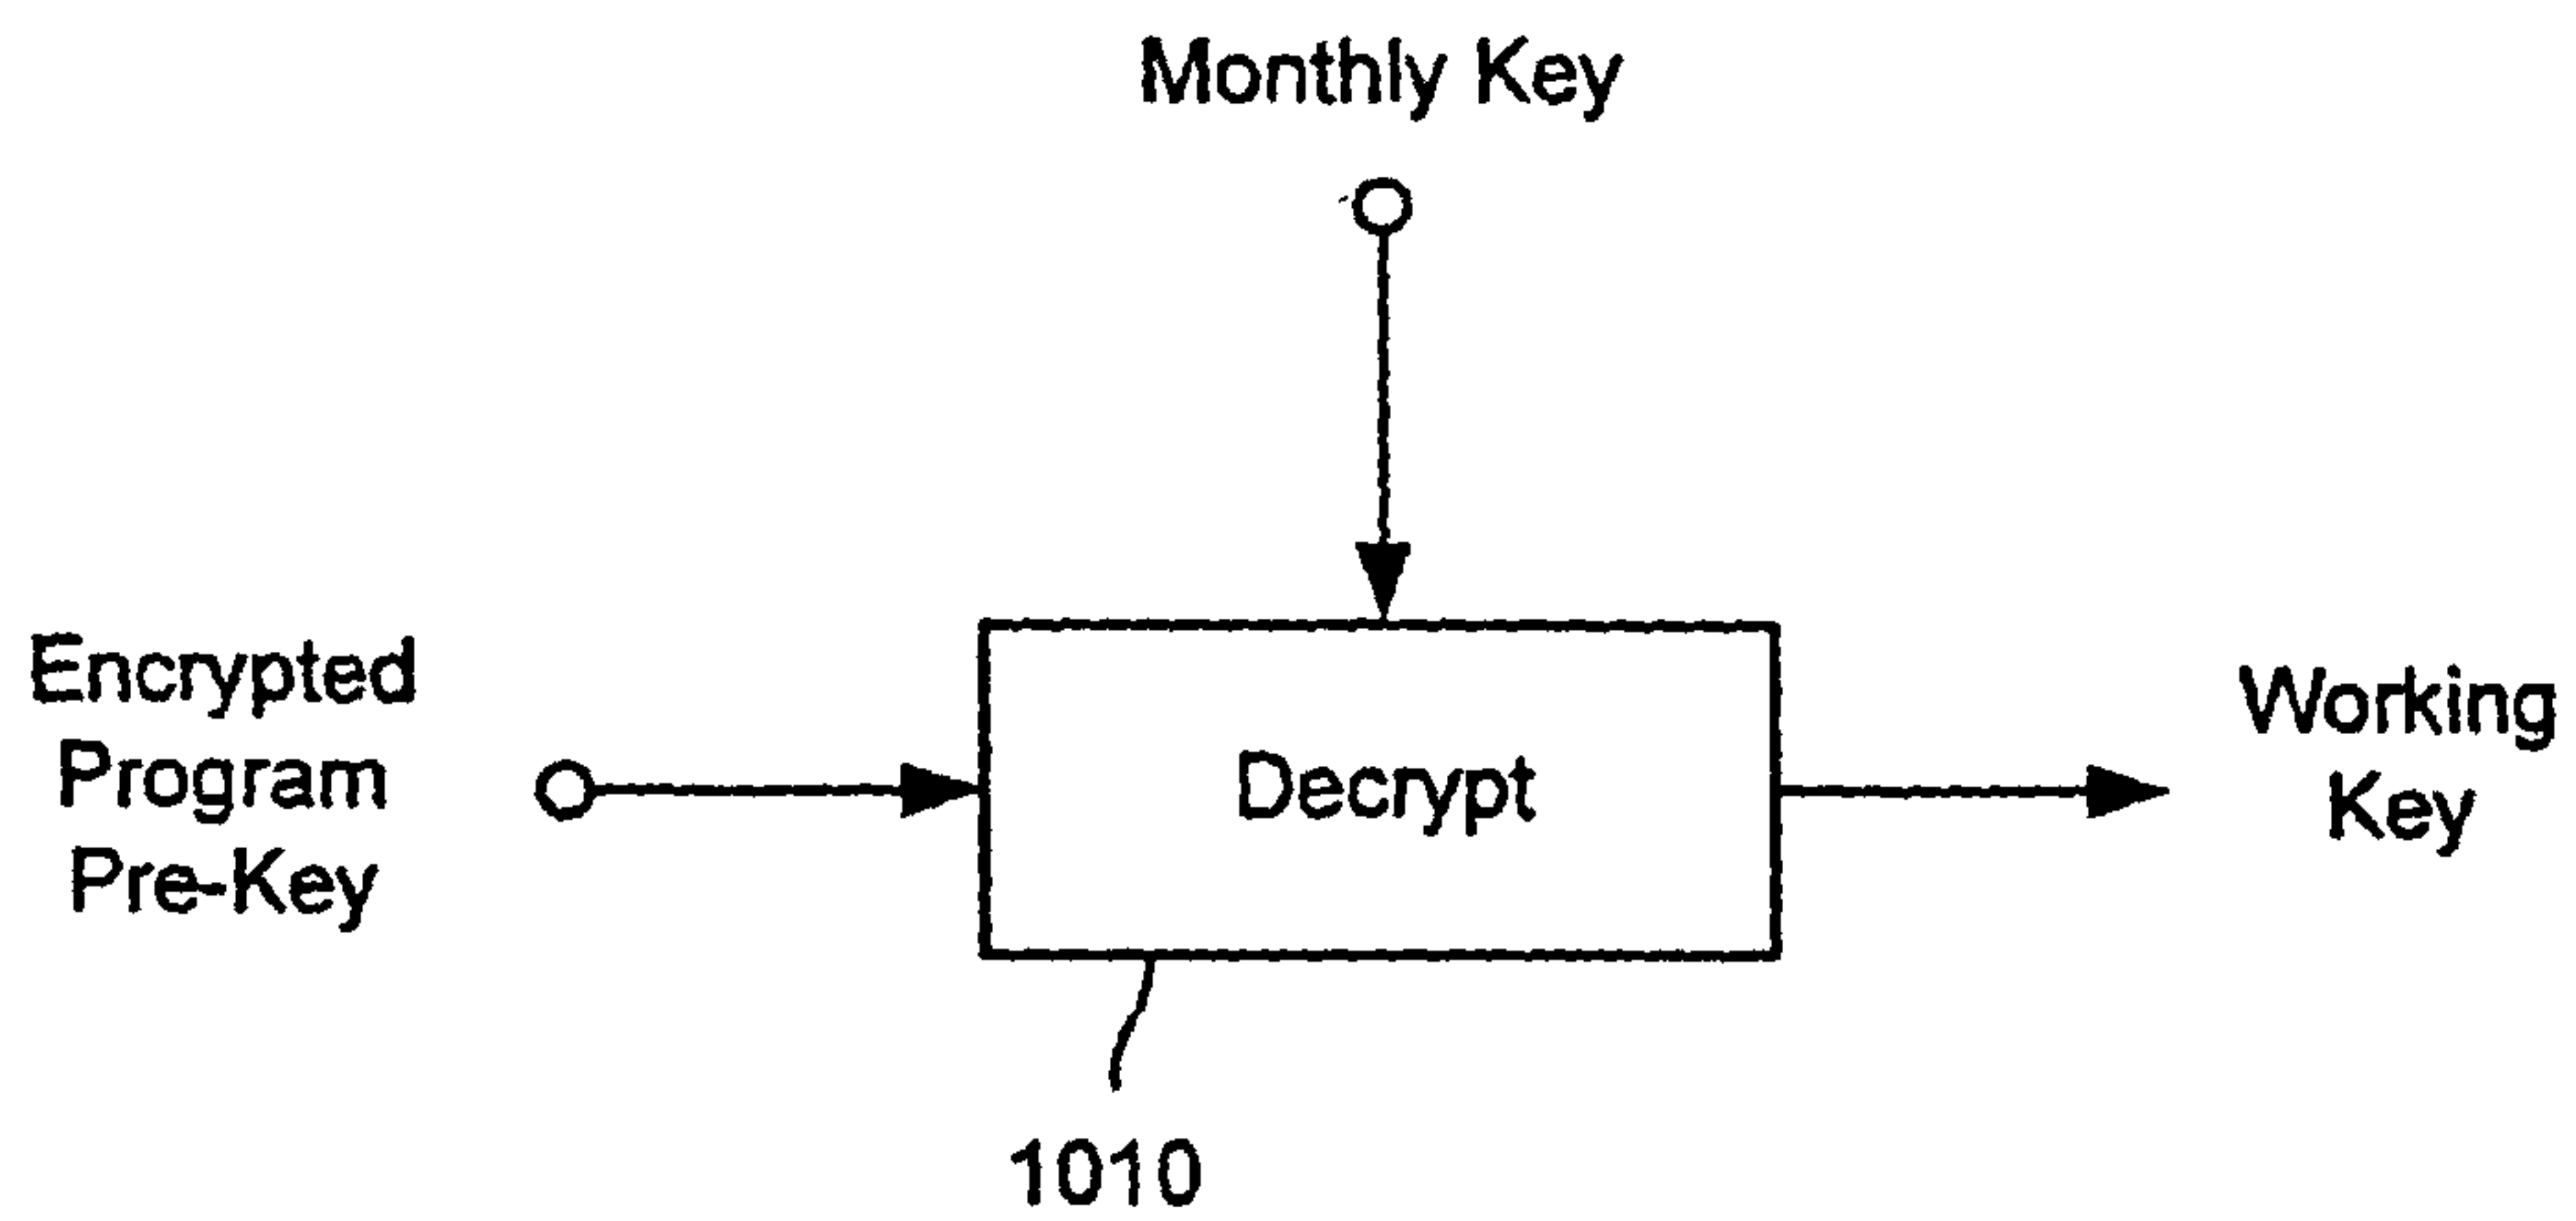 Monthly Key
Encrypted
Program
Pre-Key
Decrypt
Working
Key
1010